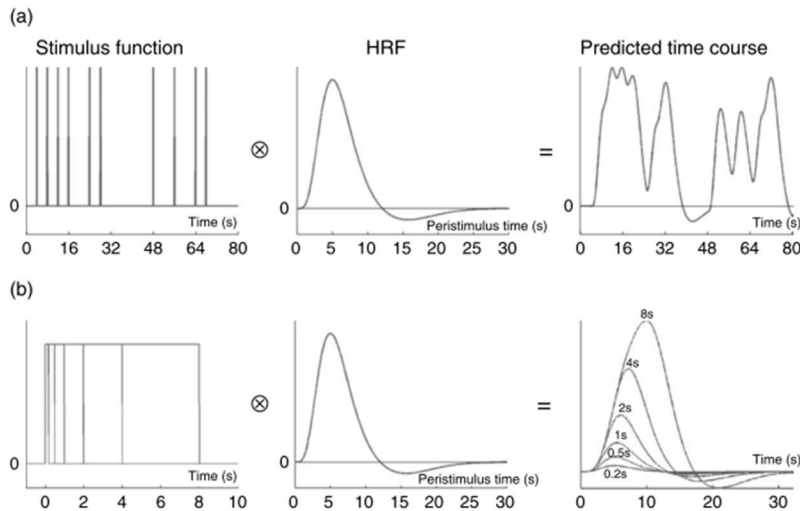 (a)
Stimulus function HRF Predicted time course
0 Time (s) ⊗ 0 Peristimulus time (s) = 0 Time (s)
0 16 32 48 64 80 0 5 10 15 20 25 30 0 16 32 48 64 80
(b)
8s
4s
2s
1s
0.5s
0.2s
0 Time (s) ⊗ 0 Peristimulus time (s) = Time (s)
0 2 4 6 8 10 0 5 10 15 20 25 30 0 10 20 30